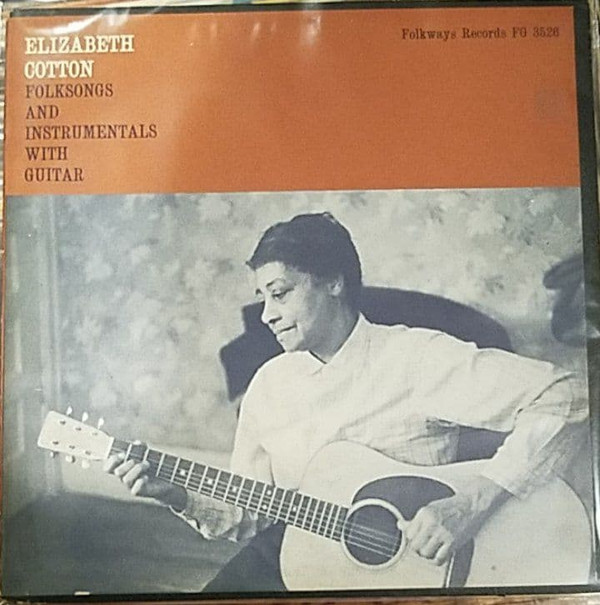 ELIZABETH
COTTON
FOLKSONGS
AND
INSTRUMENTALS
WITH
GUITAR
Folkways Records FG 3526